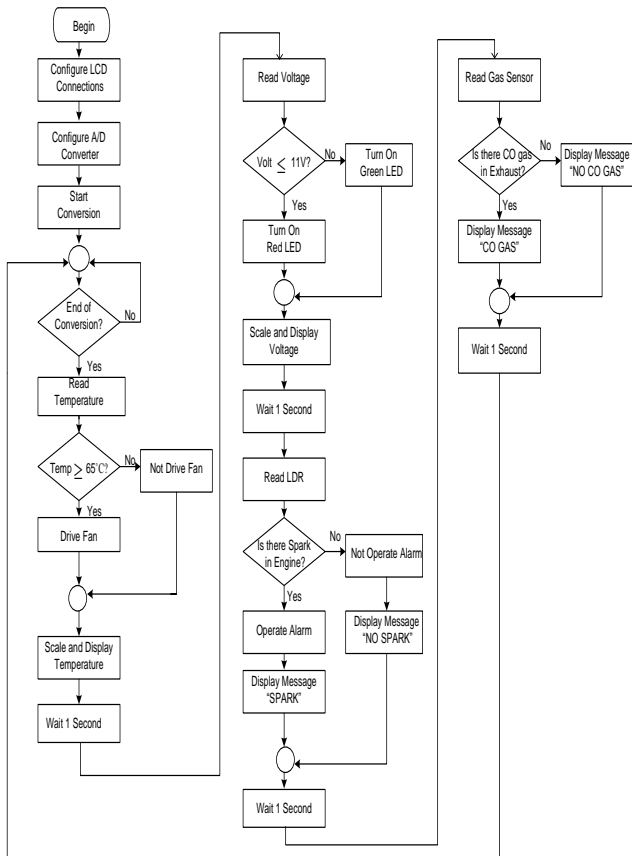 Begin
Configure LCD
Connections
Configure A/D
Converter
Start
Conversion
End of
Conversion?
No
Yes
Read
Temperature
Temp ≥ 65°C?
No
Not Drive Fan
Yes
Drive Fan
Scale and Display
Temperature
Wait 1 Second
Read Voltage
Volt ≤ 11V?
No
Turn On
Green LED
Yes
Turn On
Red LED
Scale and Display
Voltage
Wait 1 Second
Read LDR
Is there Spark
in Engine?
No
Not Operate Alarm
Yes
Display Message
"NO SPARK"
Operate Alarm
Display Message
"SPARK"
Wait 1 Second
Read Gas Sensor
Is there CO gas
in Exhaust?
No
Display Message
"NO CO GAS"
Yes
Display Message
"CO GAS"
Wait 1 Second